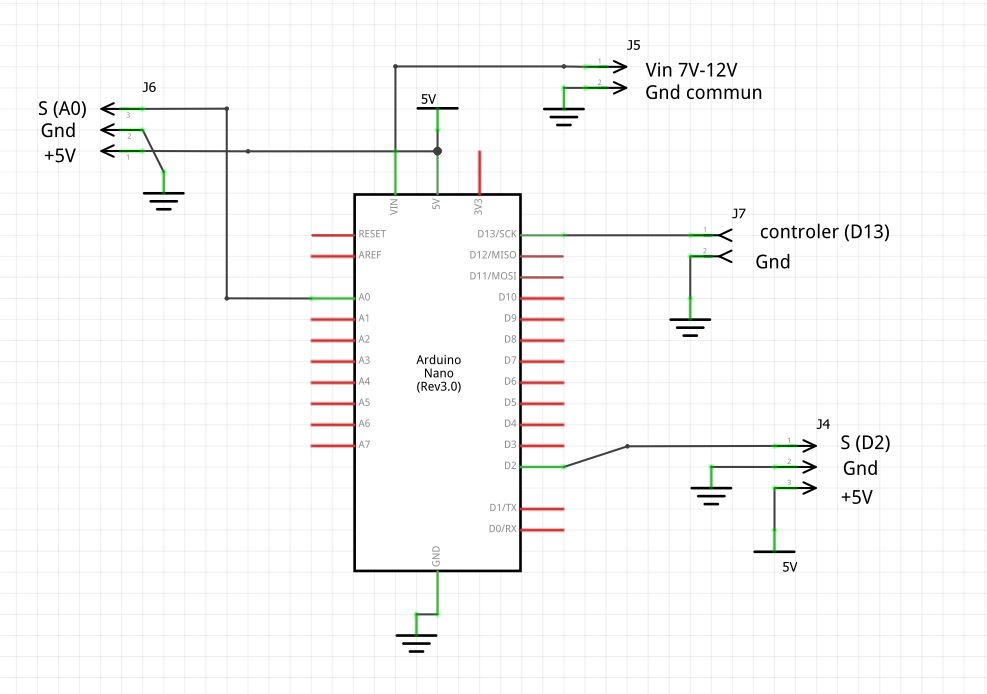 J5
1
Vin 7V-12V
2
Gnd commun
J6
S (A0)
3
Gnd
2
+5V
1
5V
VIN
5V
3V3
RESET
AREF
A0
A1
A2
A3
A4
A5
A6
A7
Arduino
Nano
(Rev3.0)
D13/SCK
D12/MISO
D11/MOSI
D10
D9
D8
D7
D6
D5
D4
D3
D2
D1/TX
D0/RX
GND
J7
1
controler (D13)
2
Gnd
J4
1
S (D2)
2
Gnd
3
+5V
5V